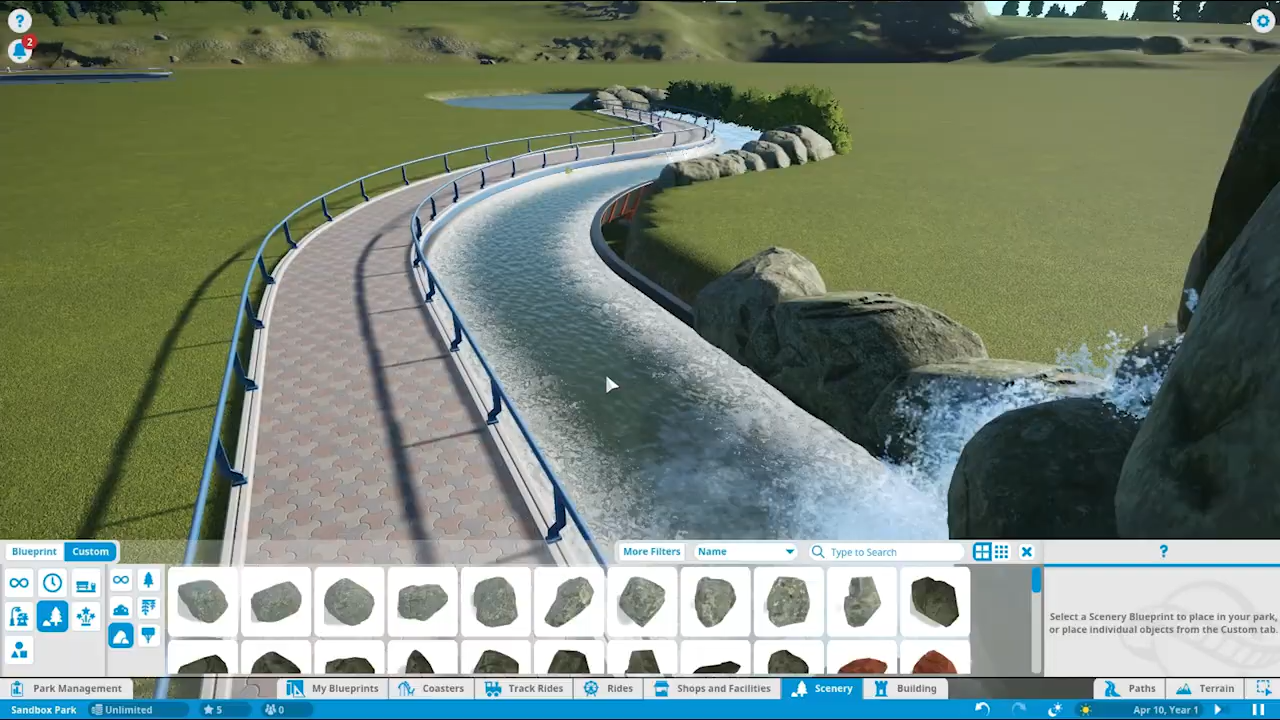 ?
2
Blueprint Custom
More Filters Name Type to Search
?
Select a Scenery Blueprint to place in your park,
or place individual objects from the Custom tab.
Park Management My Blueprints Coasters Track Rides Rides Shops and Facilities Scenery Building Paths Terrain
Sandbox Park Unlimited 5 0 Apr 10, Year 1